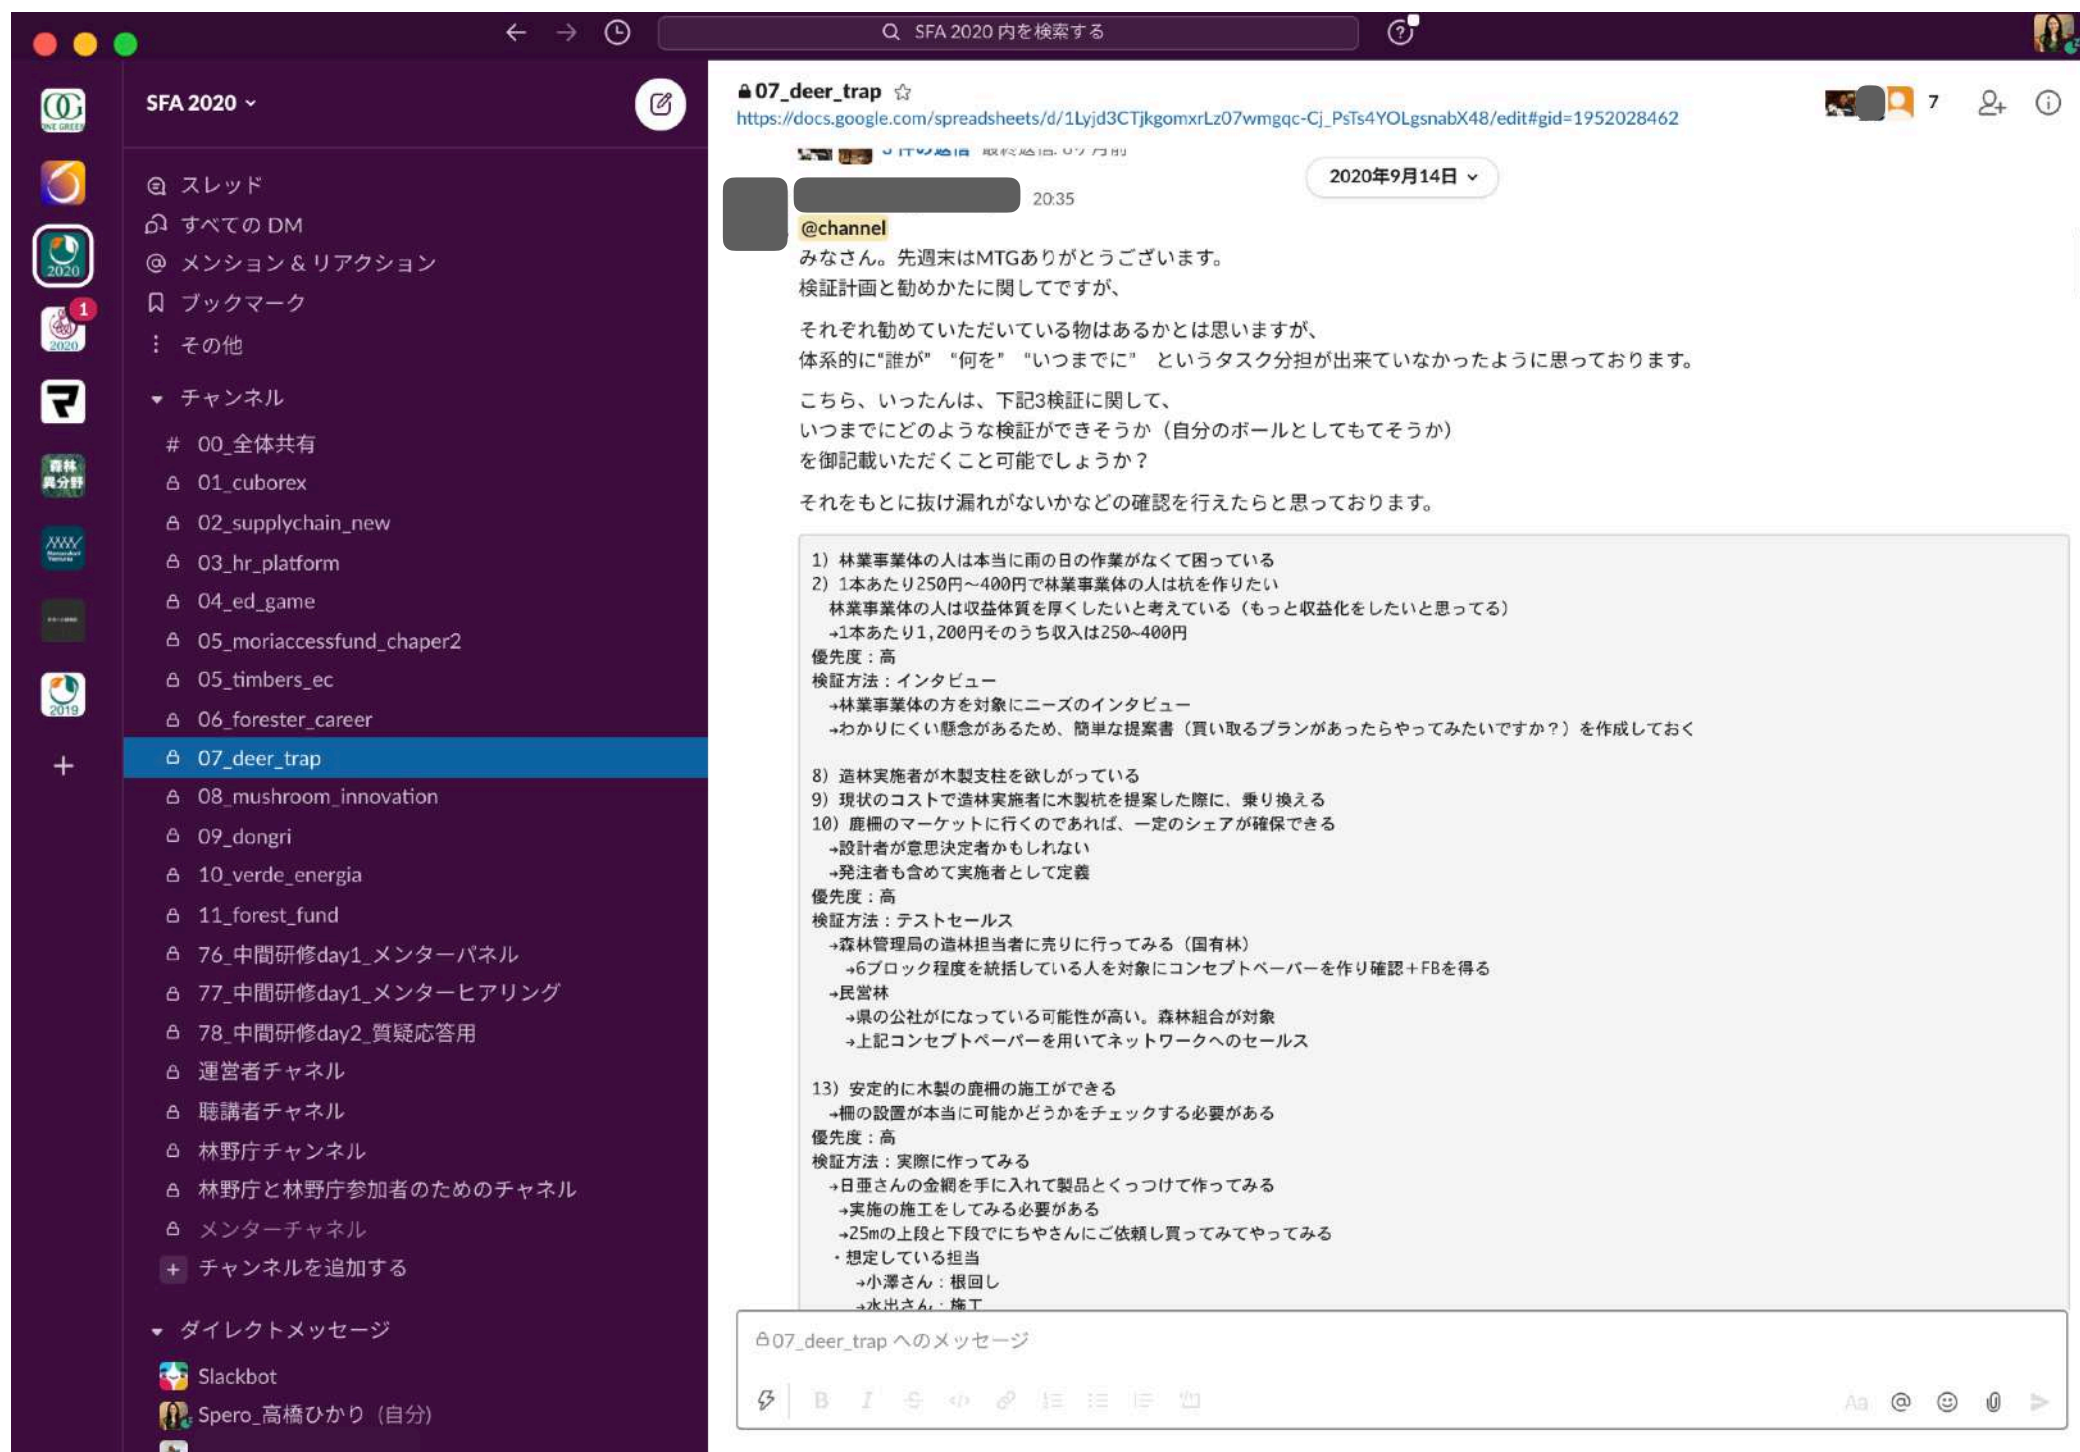 SFA 2020 内を検索する
ONE GREEN
2020
1
2020
森林
異分野
2019
SFA 2020
スレッド
すべての DM
メンション & リアクション
ブックマーク
その他
チャンネル
# 00_全体共有
01_cuborex
02_supplychain_new
03_hr_platform
04_ed_game
05_moriaccessfund_chaper2
05_timbers_ec
06_forester_career
07_deer_trap
08_mushroom_innovation
09_dongri
10_verde_energia
11_forest_fund
76_中間研修day1_メンターパネル
77_中間研修day1_メンターヒアリング
78_中間研修day2_質疑応答用
運営者チャネル
聴講者チャネル
林野庁チャンネル
林野庁と林野庁参加者のためのチャネル
メンターチャネル
+ チャンネルを追加する
ダイレクトメッセージ
Slackbot
Spero_高橋ひかり (自分)
07_deer_trap
7
https://docs.google.com/spreadsheets/d/1Lyjd3CTjkgomxrLz07wmgqc-Cj_PsTs4YOLgsnabX48/edit#gid=1952028462
2020年9月14日
20:35
@channel
みなさん。先週末はMTGありがとうございます。
検証計画と勧めかたに関してですが、
それぞれ勧めていただいている物はあるかとは思いますが、
体系的に“誰が” “何を” “いつまでに” というタスク分担が出来ていなかったように思っております。
こちら、いったんは、下記3検証に関して、
いつまでにどのような検証ができそうか（自分のボールとしてもてそうか）
を御記載いただくこと可能でしょうか？
それをもとに抜け漏れがないかなどの確認を行えたらと思っております。
1）林業事業体の人は本当に雨の日の作業がなくて困っている
2）1本あたり250円〜400円で林業事業体の人は杭を作りたい
林業事業体の人は収益体質を厚くしたいと考えている（もっと収益化をしたいと思ってる）
→1本あたり1,200円そのうち収入は250~400円
優先度：高
検証方法：インタビュー
→林業事業体の方を対象にニーズのインタビュー
→わかりにくい懸念があるため、簡単な提案書（買い取るプランがあったらやってみたいですか？）を作成しておく
8）造林実施者が木製支柱を欲しがっている
9）現状のコストで造林実施者に木製杭を提案した際に、乗り換える
10）鹿柵のマーケットに行くのであれば、一定のシェアが確保できる
→設計者が意思決定者かもしれない
→発注者も含めて実施者として定義
優先度：高
検証方法：テストセールス
→森林管理局の造林担当者に売りに行ってみる（国有林）
→6ブロック程度を統括している人を対象にコンセプトペーパーを作り確認＋FBを得る
→民営林
→県の公社がになっている可能性が高い。森林組合が対象
→上記コンセプトペーパーを用いてネットワークへのセールス
13）安定的に木製の鹿柵の施工ができる
→柵の設置が本当に可能かどうかをチェックする必要がある
優先度：高
検証方法：実際に作ってみる
→日亜さんの金網を手に入れて製品とくっつけて作ってみる
→実施の施工をしてみる必要がある
→25mの上段と下段でにちやさんにご依頼し買ってみてやってみる
・想定している担当
→小澤さん：根回し
→水出さん：施工
07_deer_trap へのメッセージ